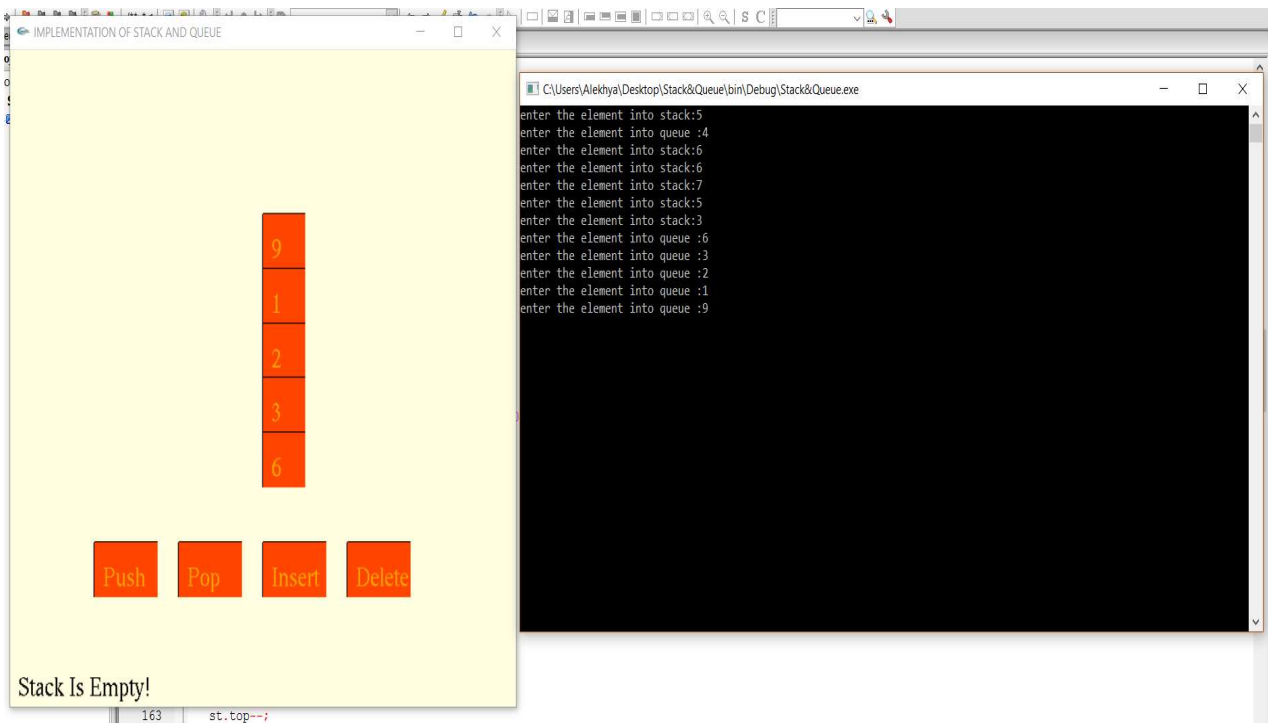 IMPLEMENTATION OF STACK AND QUEUE
S C
C:\Users\Alekhya\Desktop\Stack&Queue\bin\Debug\Stack&Queue.exe
enter the element into stack:5
enter the element into queue :4
enter the element into stack:6
enter the element into stack:6
enter the element into stack:7
enter the element into stack:5
enter the element into stack:3
enter the element into queue :6
enter the element into queue :3
enter the element into queue :2
enter the element into queue :1
enter the element into queue :9
9
1
2
3
6
Push Pop Insert Delete
Stack Is Empty!
163 st.top--;